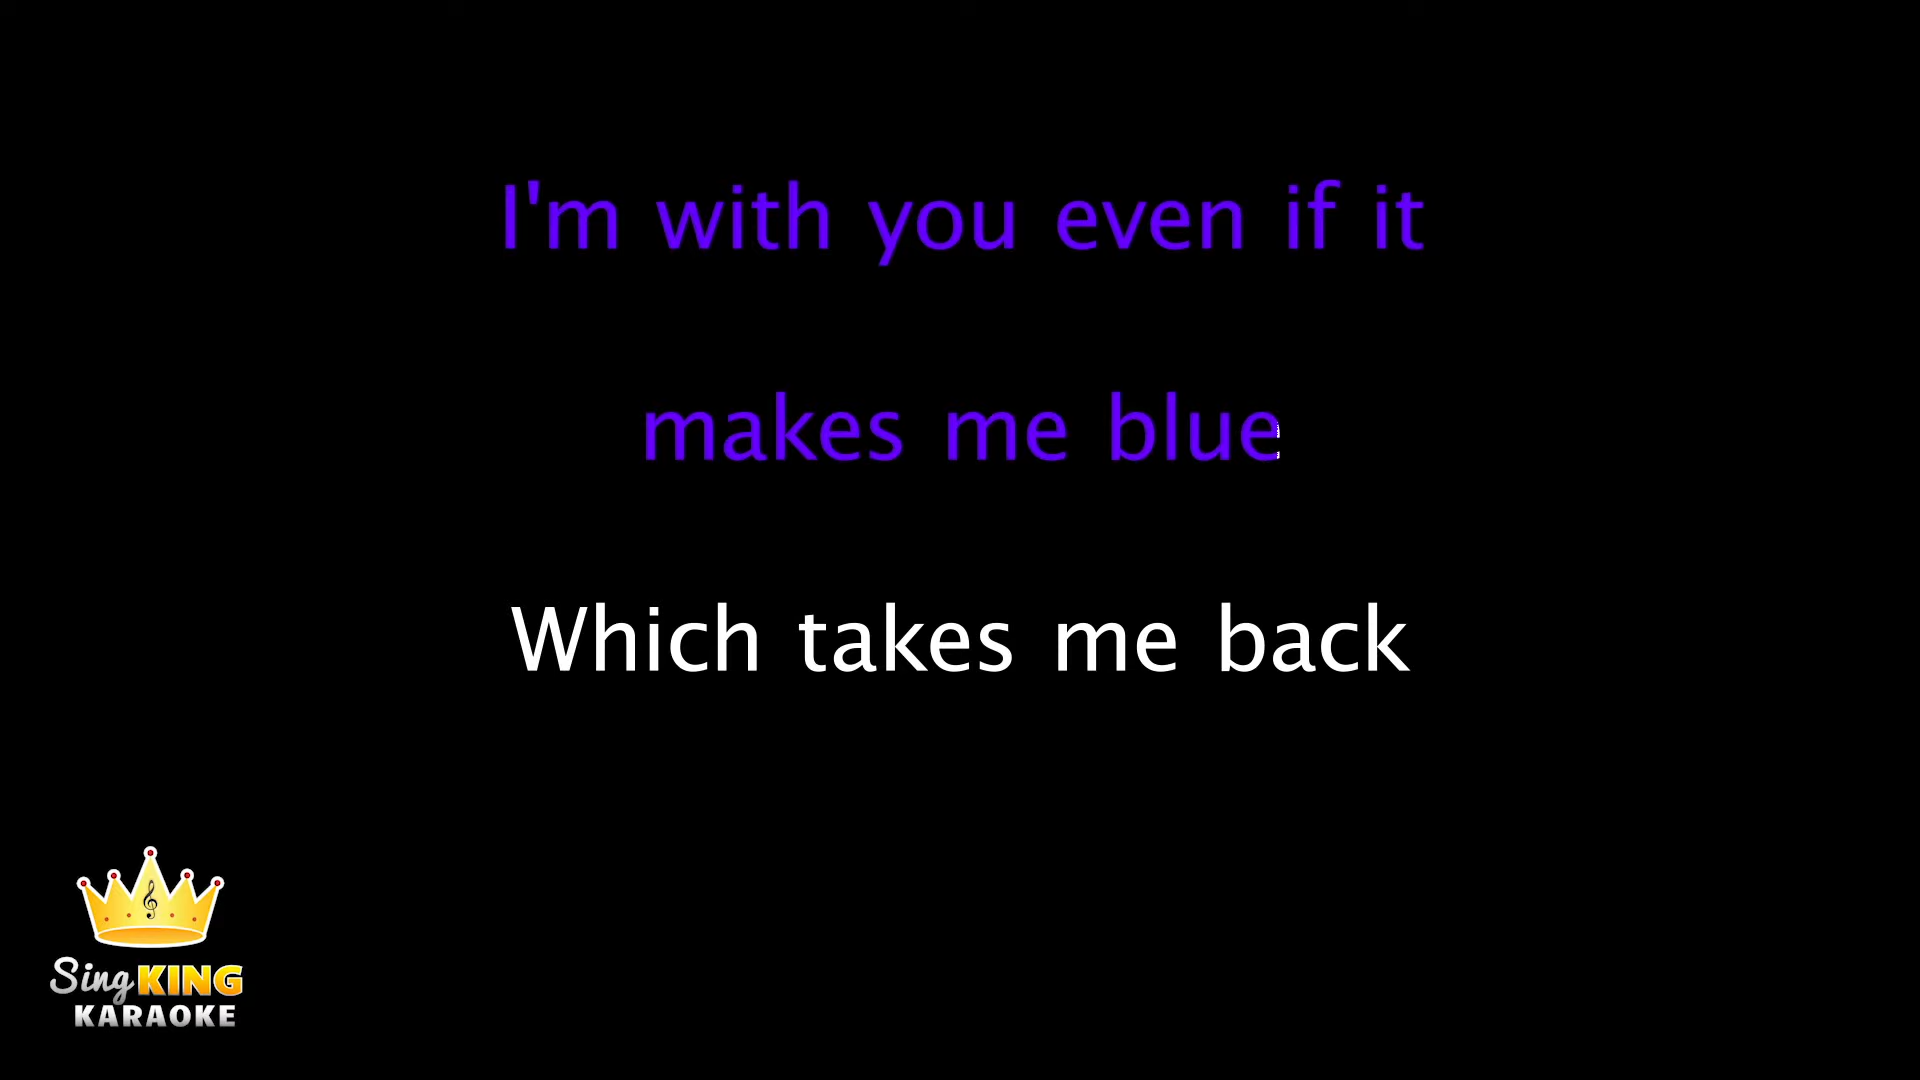 I'm with you even if it
makes me blue
Which takes me back
Sing KING
KARAOKE